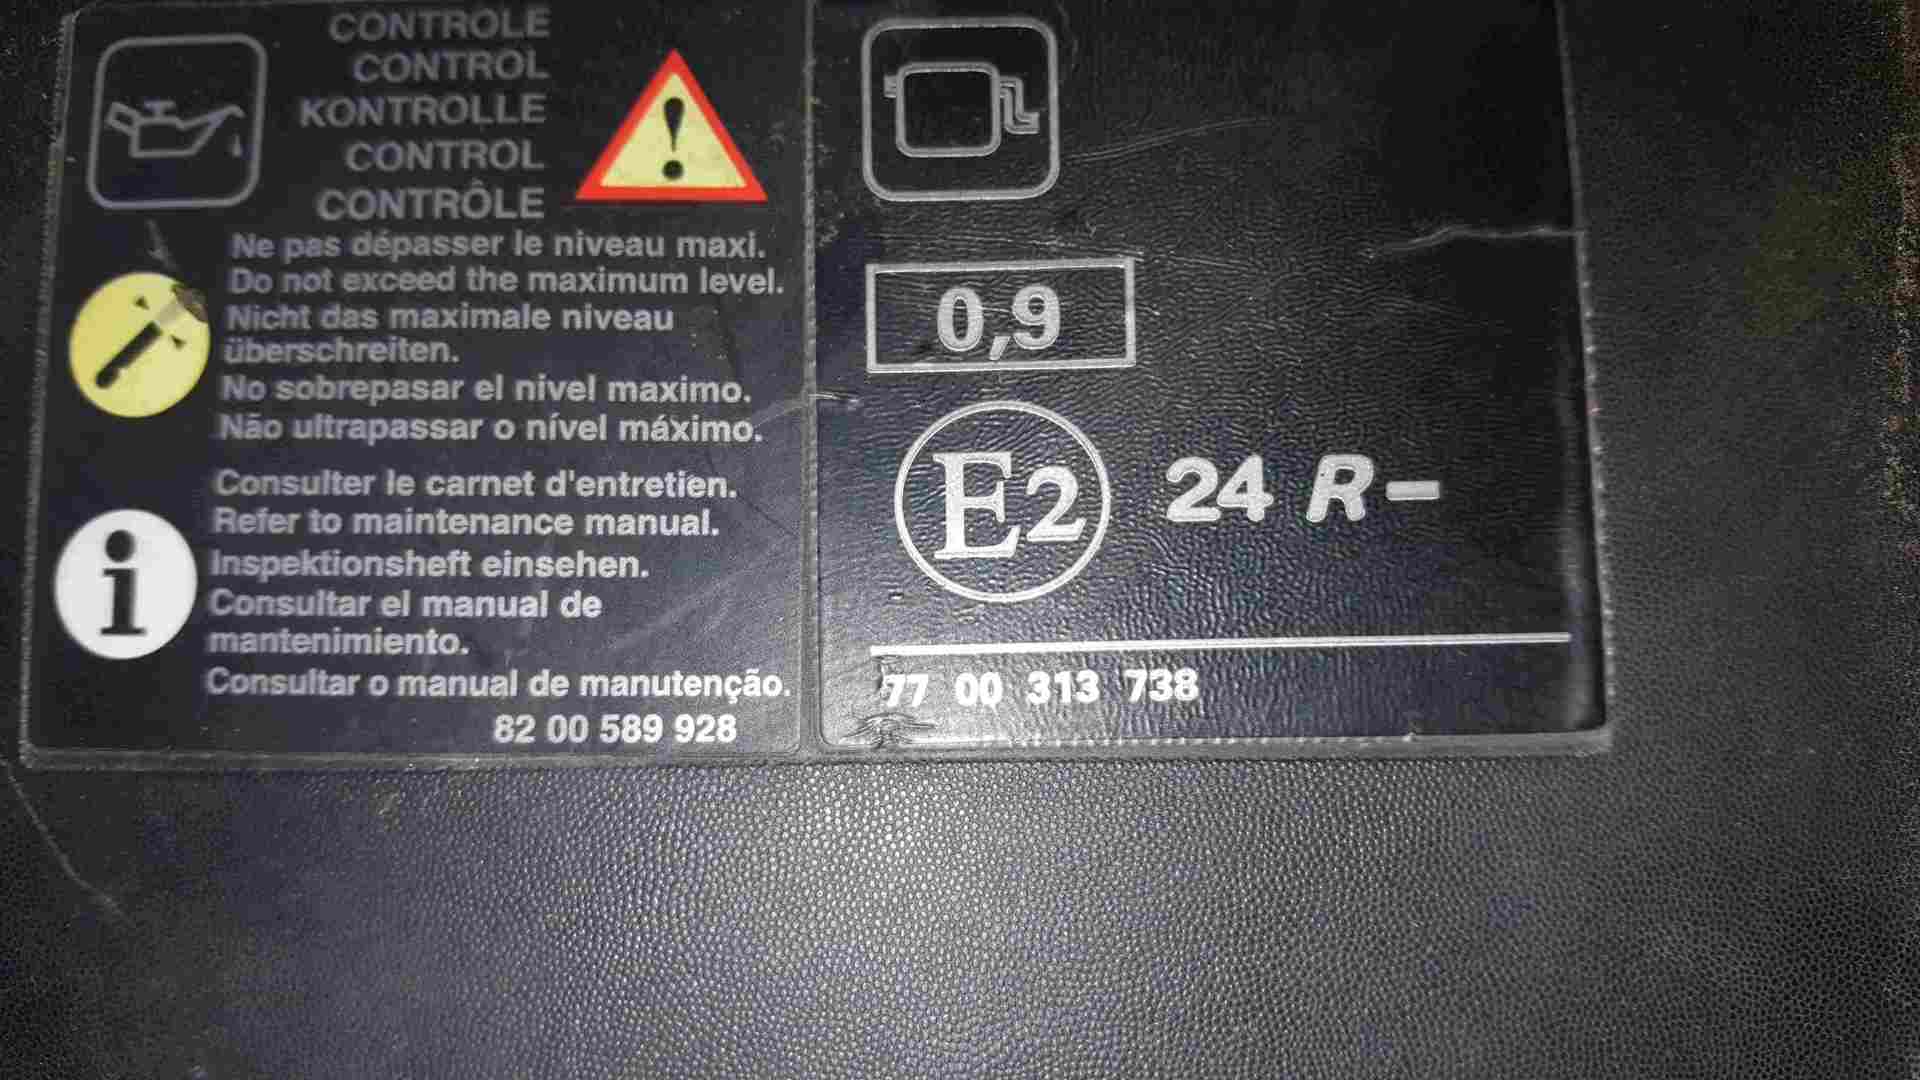 CONTRÔLE
CONTROL
KONTROLLE
CONTROL
CONTRÔLE
Ne pas dépasser le niveau maxi.
Do not exceed the maximum level.
Nicht das maximale niveau
überschreiten.
No sobrepasar el nivel maximo.
Não ultrapassar o nível máximo.
Consulter le carnet d'entretien.
Refer to maintenance manual.
Inspektionsheft einsehen.
Consultar el manual de
mantenimiento.
Consultar o manual de manutenção.
82 00 589 928
0,9
E2 24 R-
77 00 313 738